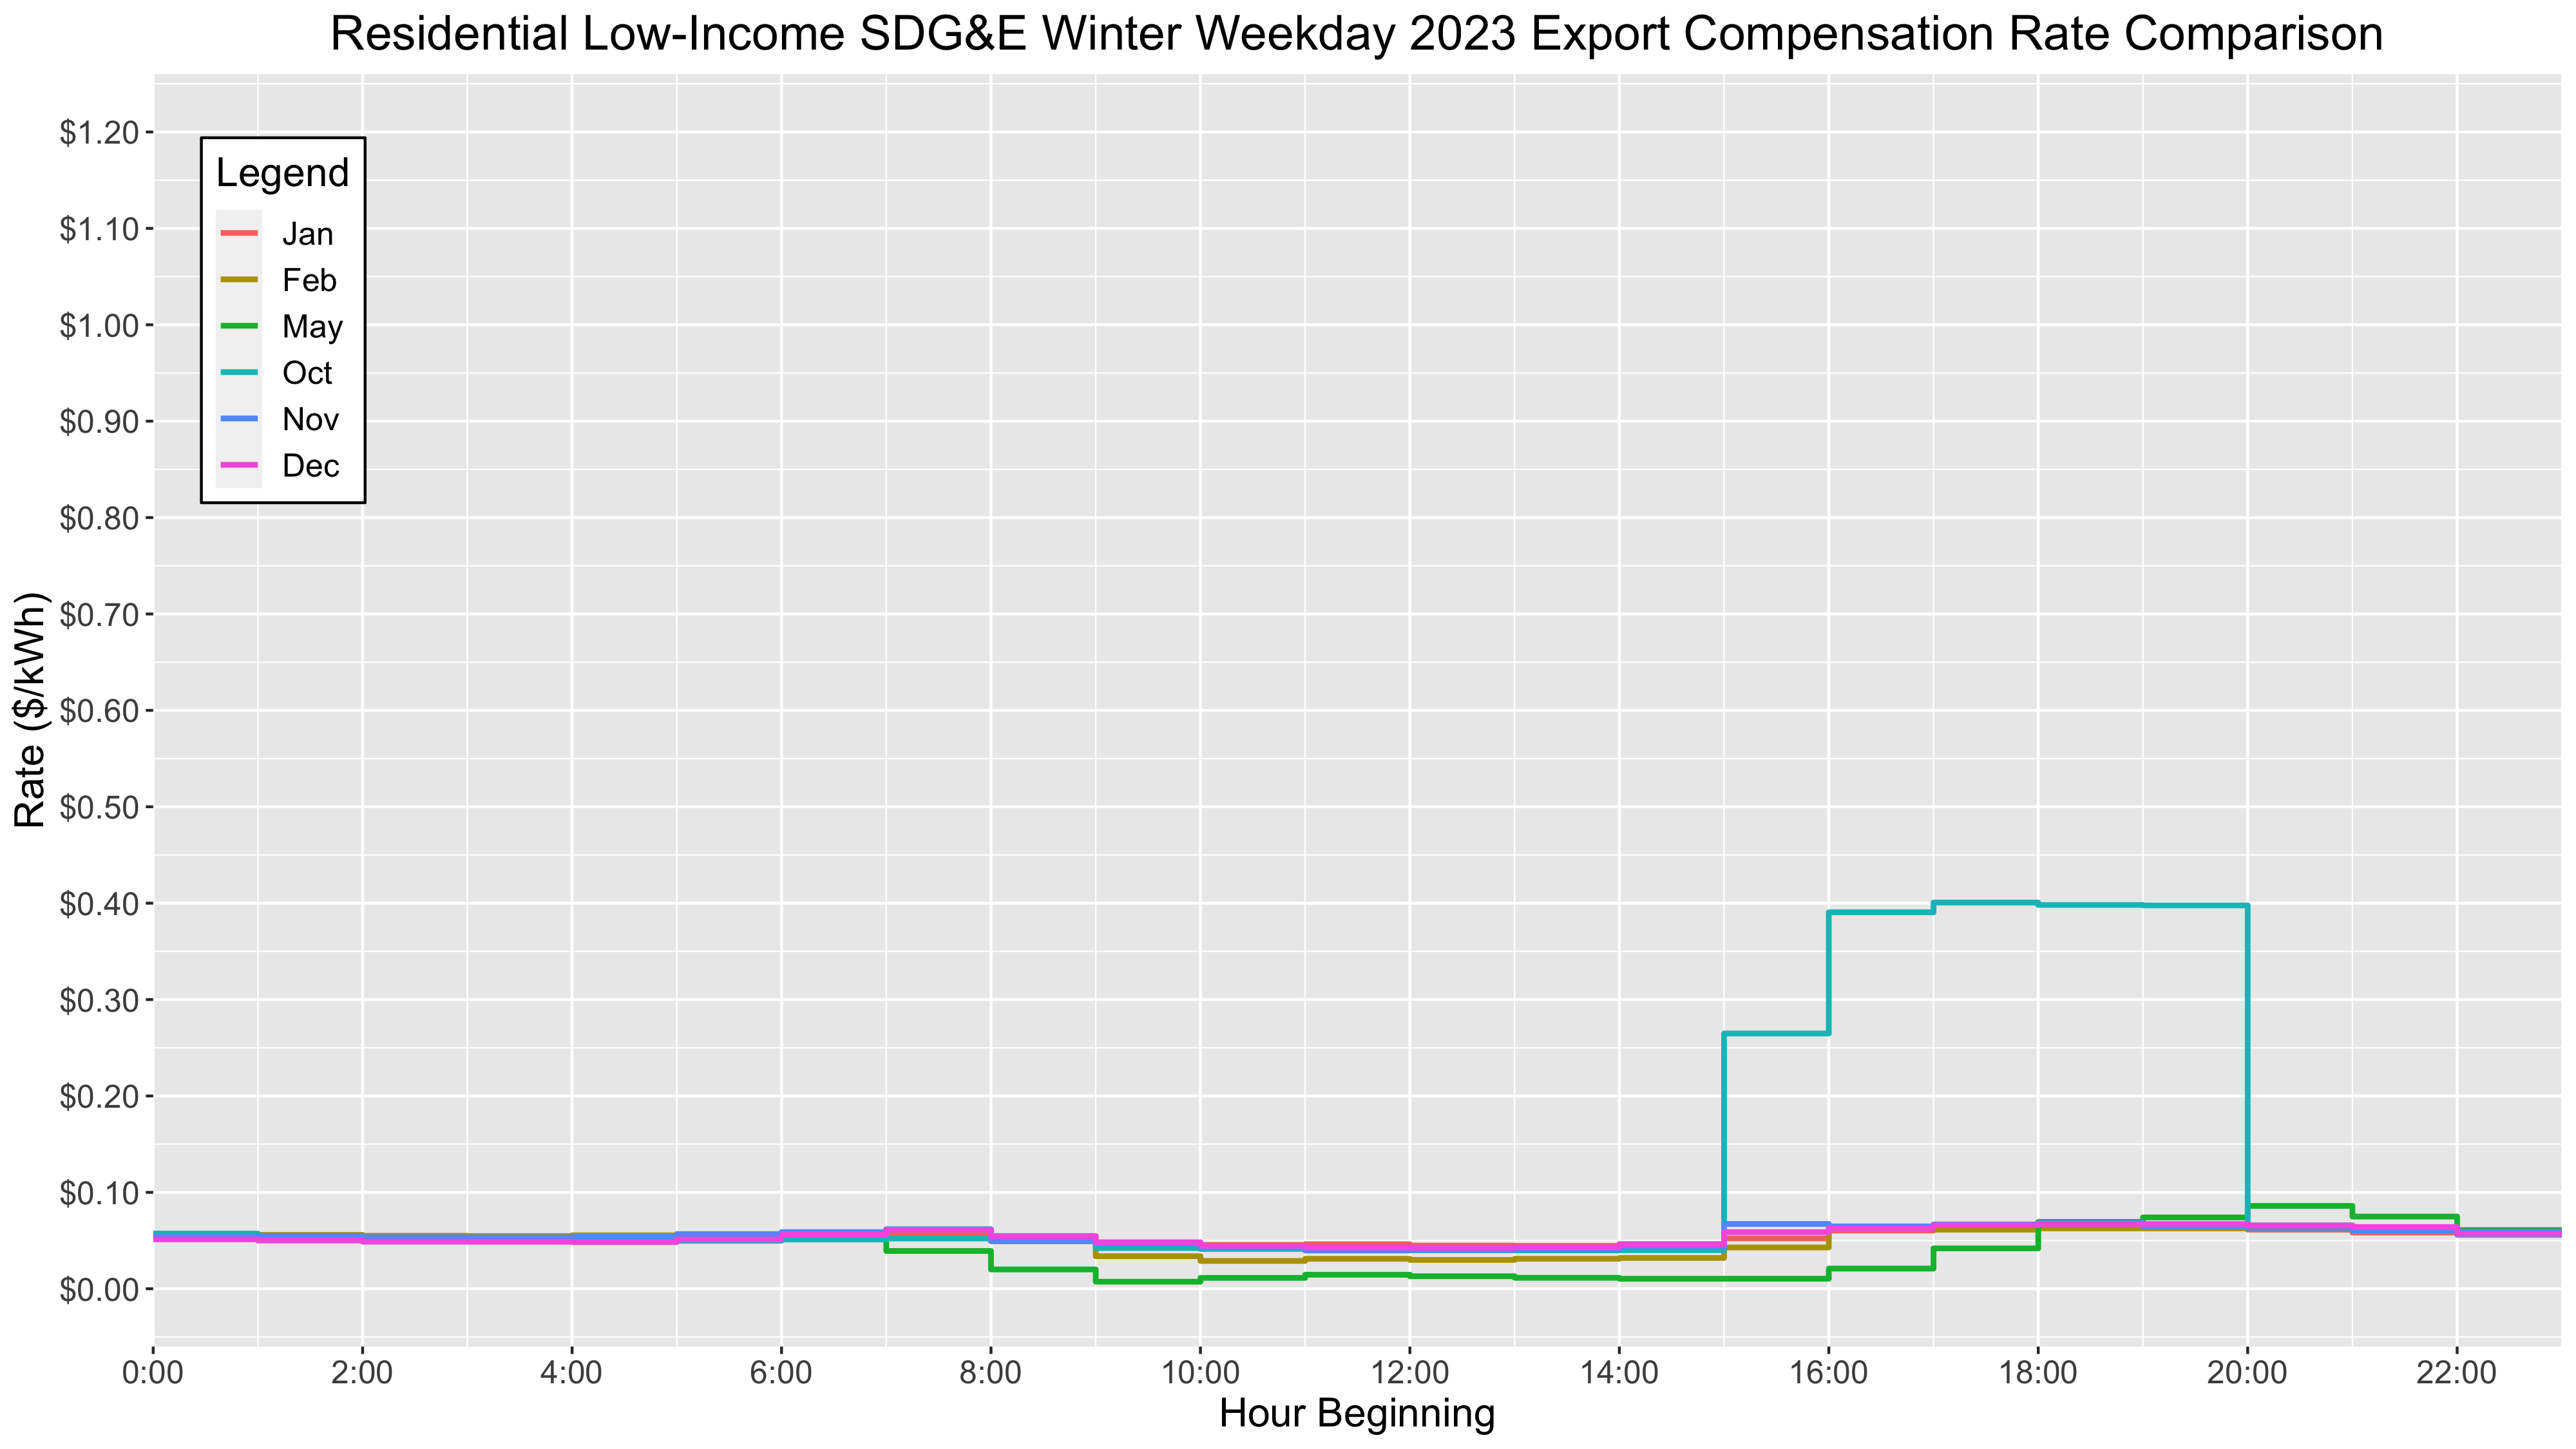 Residential Low-Income SDG&E Winter Weekday 2023 Export Compensation Rate Comparison
Legend
Jan
Feb
May
Oct
Nov
Dec
Rate ($/kWh)
$1.20
$1.10
$1.00
$0.90
$0.80
$0.70
$0.60
$0.50
$0.40
$0.30
$0.20
$0.10
$0.00
0:00 2:00 4:00 6:00 8:00 10:00 12:00 14:00 16:00 18:00 20:00 22:00
Hour Beginning